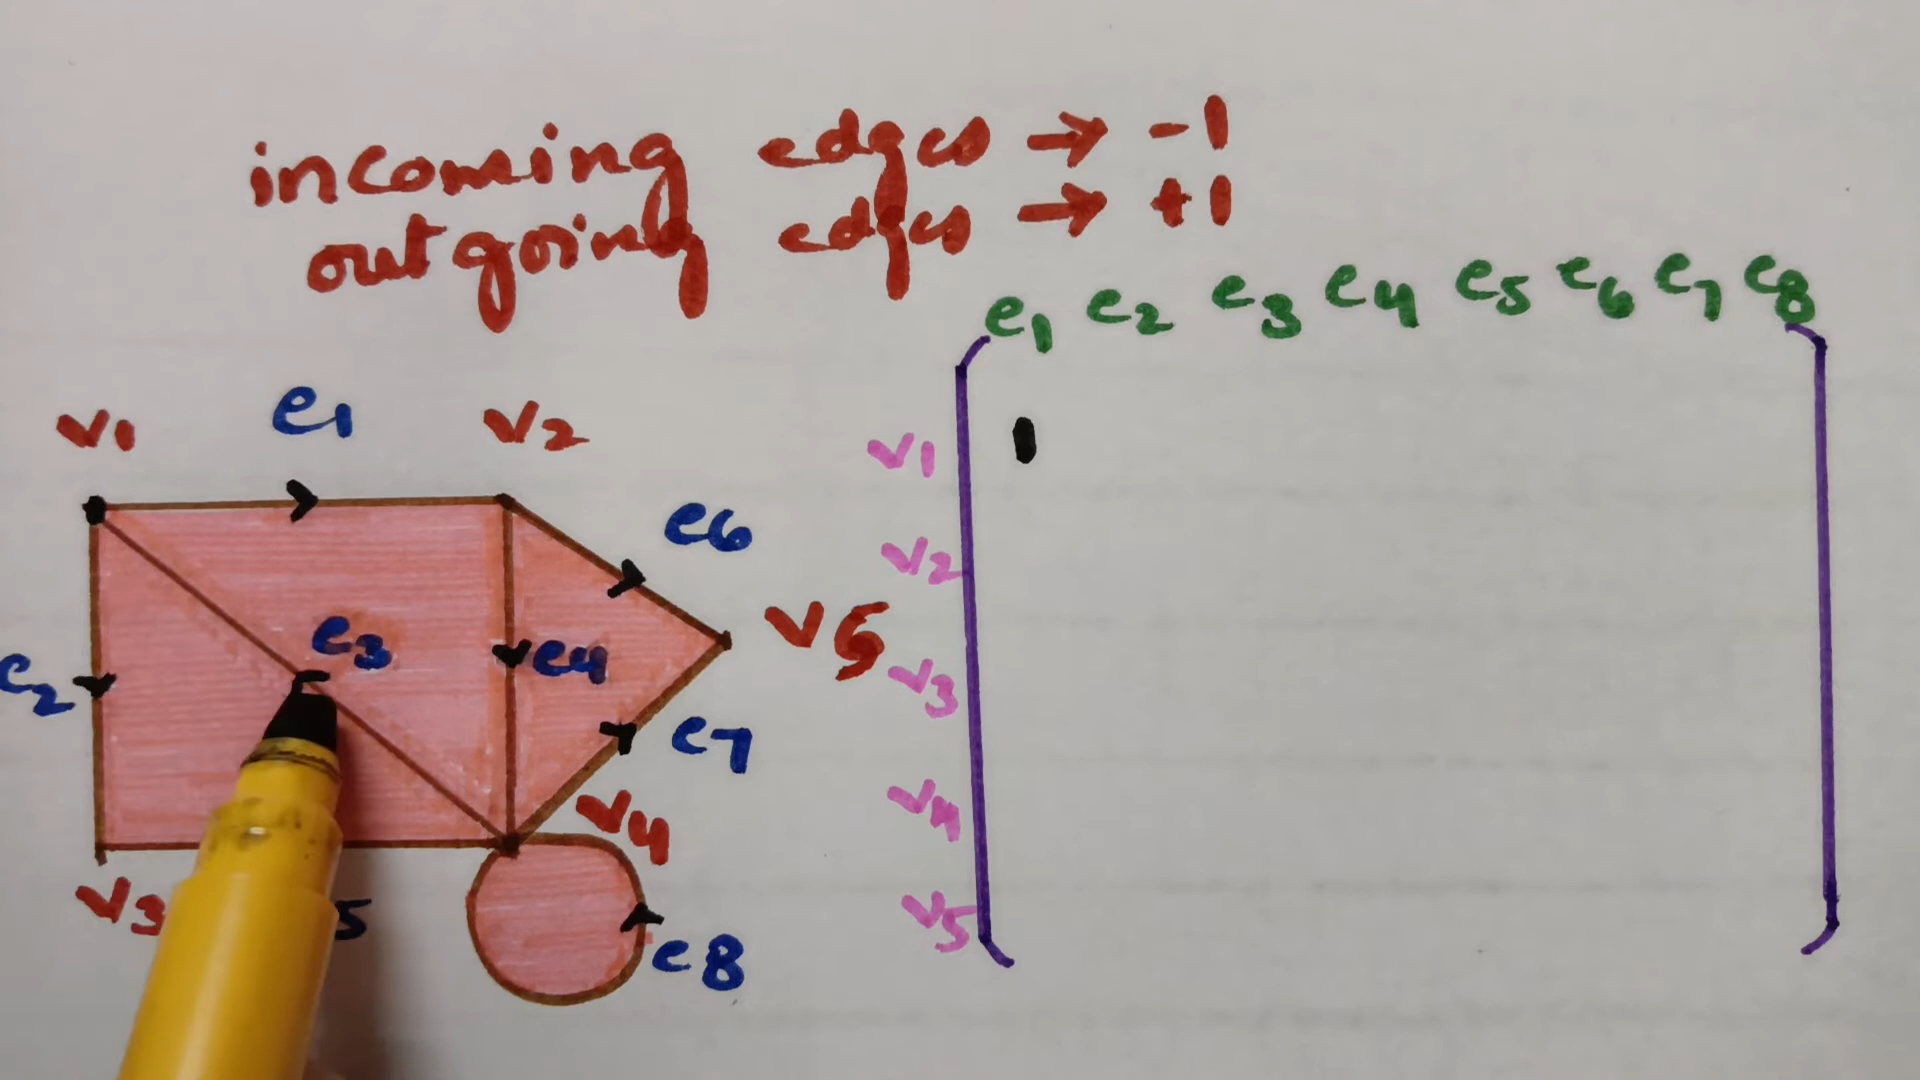 incoming edges → -1
outgoing edges → +1
e1 e2 e3 e4 e5 e6 e7 e8
v1 e1 v2
v1 1
e6
v2
v5
e3
e4
e2
v3
e7
v4
v4
v3
5
v5
e8